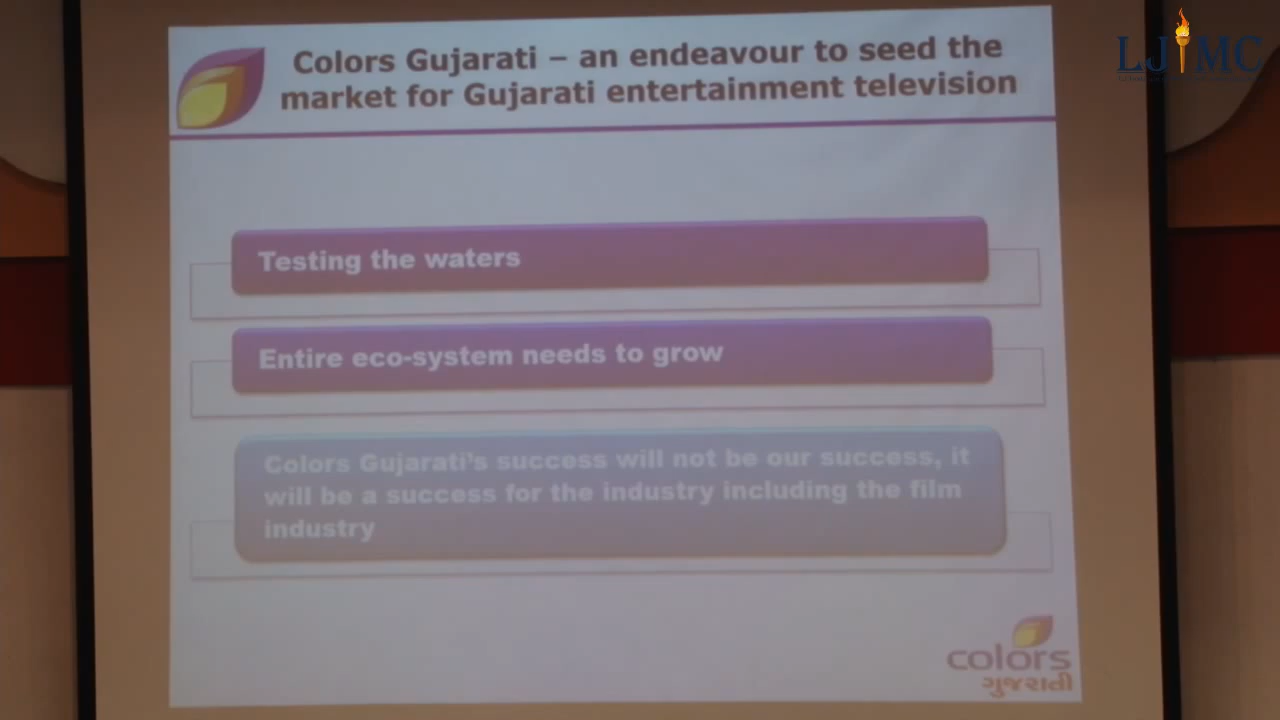 Colors Gujarati – an endeavour to seed the
market for Gujarati entertainment television
LJIMC
Testing the waters
Entire eco-system needs to grow
Colors Gujarati's success will not be our success, it
will be a success for the industry including the film
industry
colors
ગુજરાતી